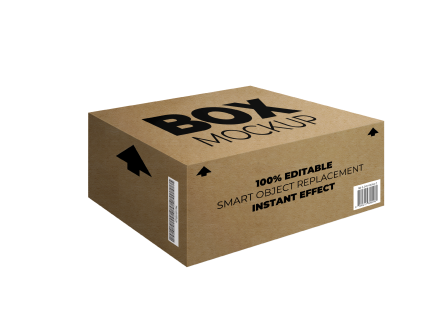 BOX
MOCKUP
100% EDITABLE
SMART OBJECT REPLACEMENT
INSTANT EFFECT